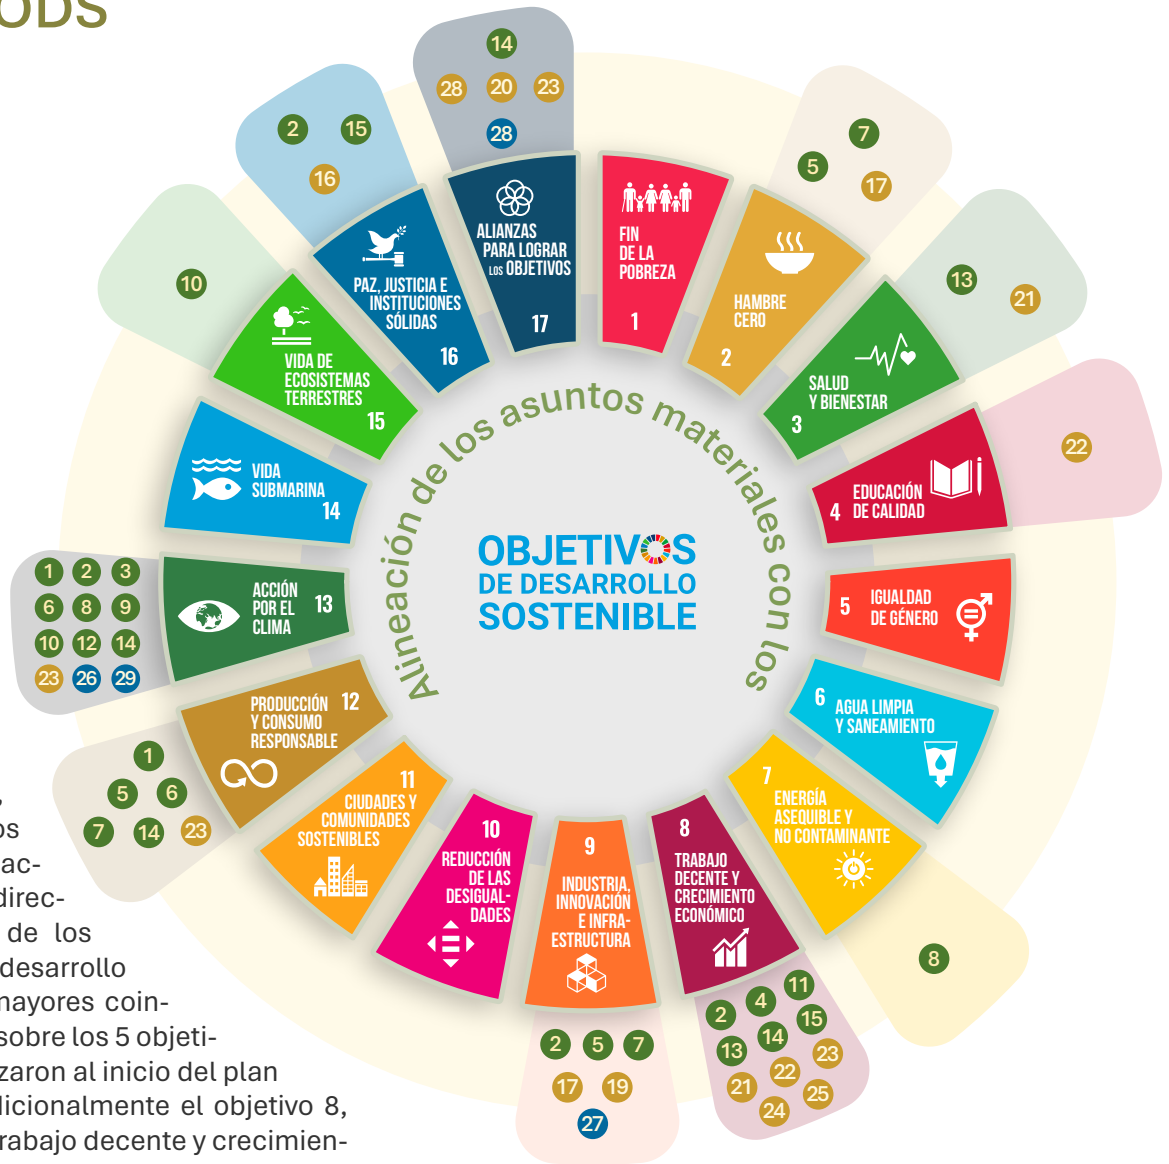 ODS
14
28 20 23
28
2 15
16
10
7
5 17
13 21
22
ALIANZAS
PARA LOGRAR
LOS OBJETIVOS
17
FIN
DE LA
POBREZA
1
HAMBRE
CERO
2
SALUD
Y BIENESTAR
3
EDUCACIÓN
DE CALIDAD
4
5
IGUALDAD
DE GÉNERO
6
AGUA LIMPIA
Y SANEAMIENTO
7
ENERGÍA
ASEQUIBLE Y
NO CONTAMINANTE
8
8
TRABAJO
DECENTE Y
CRECIMIENTO
ECONÓMICO
2 4 11
13 14 15
21 22 23
24 25
9
INDUSTRIA,
INNOVACIÓN
E INFRA-
ESTRUCTURA
2 5 7
17 19
27
10
REDUCCIÓN
DE LAS
DESIGUAL-
DADES
11
CIUDADES Y
COMUNIDADES
SOSTENIBLES
PRODUCCIÓN
Y CONSUMO
RESPONSABLE
12
1
5 6
7 14 23
ACCIÓN
POR EL
CLIMA
13
1 2 3
6 8 9
10 12 14
23 26 29
VIDA
SUBMARINA
14
VIDA DE
ECOSISTEMAS
TERRESTRES
15
PAZ, JUSTICIA E
INSTITUCIONES
SÓLIDAS
16
Alineación de los asuntos materiales con los
OBJETIVOS
DE DESARROLLO
SOSTENIBLE
,
os
ac-
direc-
de los
desarrollo
mayores coin-
sobre los 5 objeti-
zaron al inicio del plan
dicionalmente el objetivo 8,
trabajo decente y crecimien-